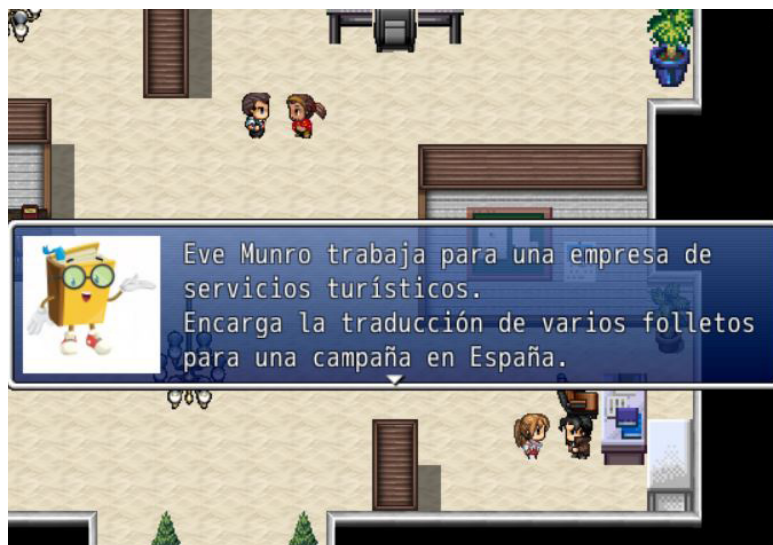 Eve Munro trabaja para una empresa de
servicios turísticos.
Encarga la traducción de varios folletos
para una campaña en España.